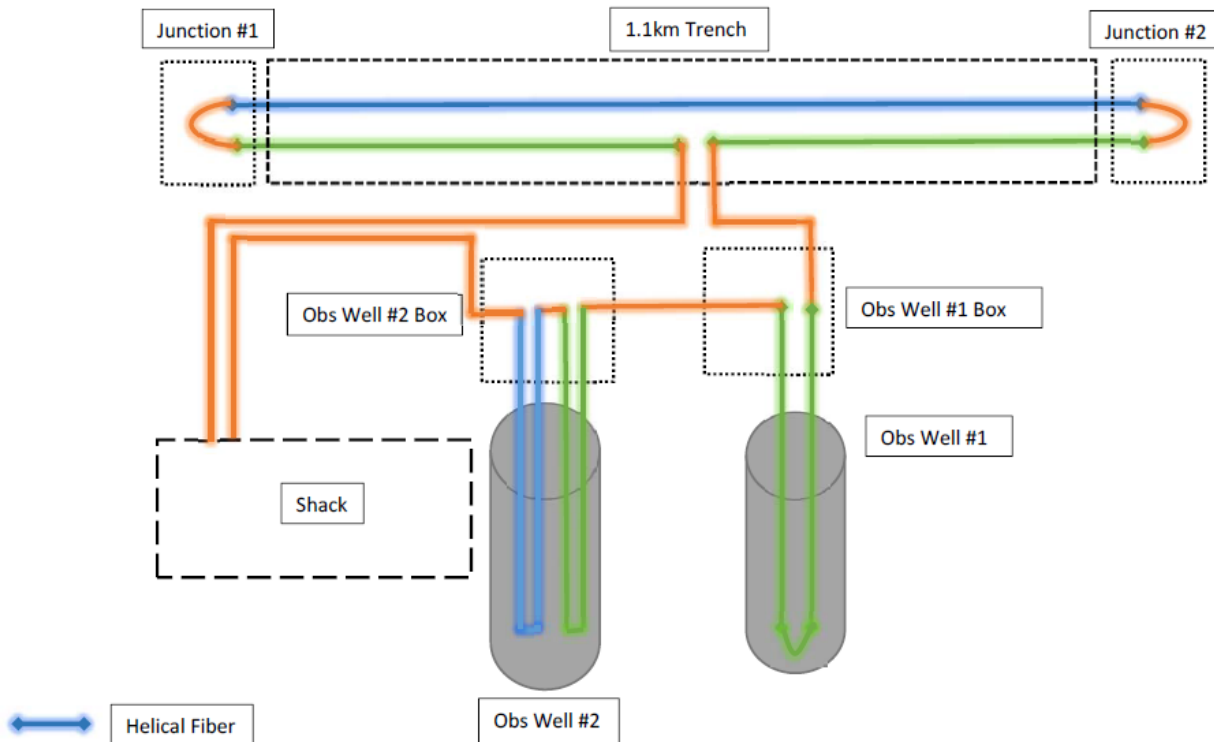 Junction #1
1.1km Trench
Junction #2
Obs Well #2 Box
Obs Well #1 Box
Obs Well #1
Shack
Obs Well #2
Helical Fiber